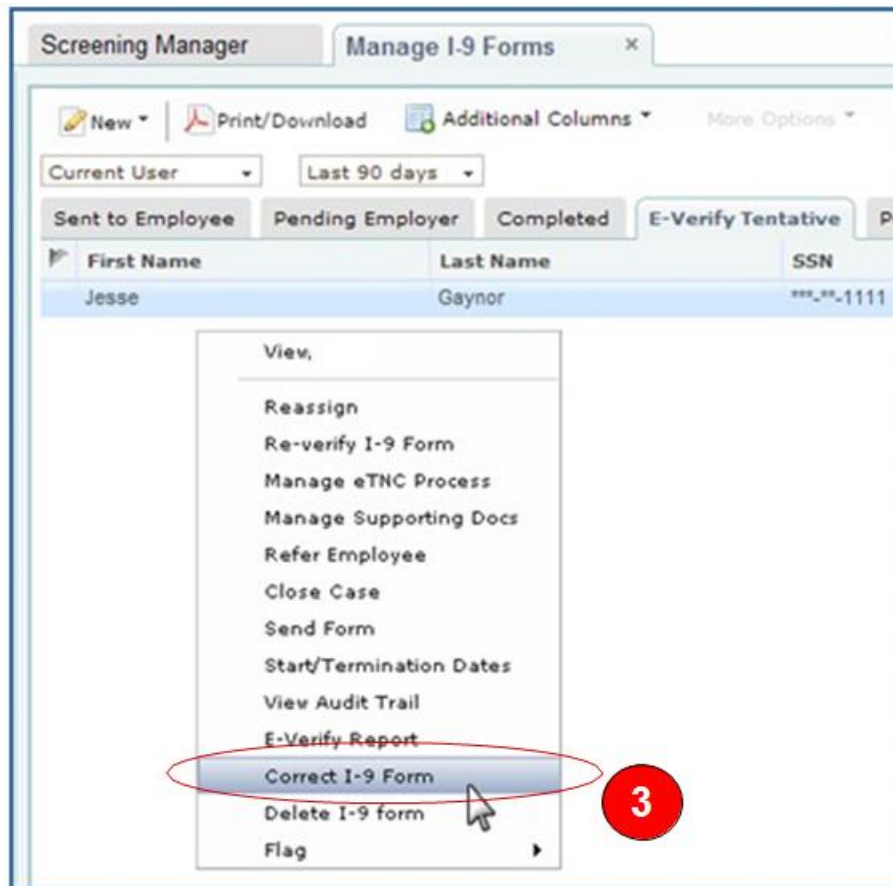 Screening Manager Manage I-9 Forms ×
New Print/Download Additional Columns More Options
Current User Last 90 days
Sent to Employee Pending Employer Completed E-Verify Tentative
First Name Last Name SSN
Jesse Gaynor ***-**-1111
View,
Reassign
Re-verify I-9 Form
Manage eTNC Process
Manage Supporting Docs
Refer Employee
Close Case
Send Form
Start/Termination Dates
View Audit Trail
E-Verify Report
Correct I-9 Form
3
Delete I-9 form
Flag